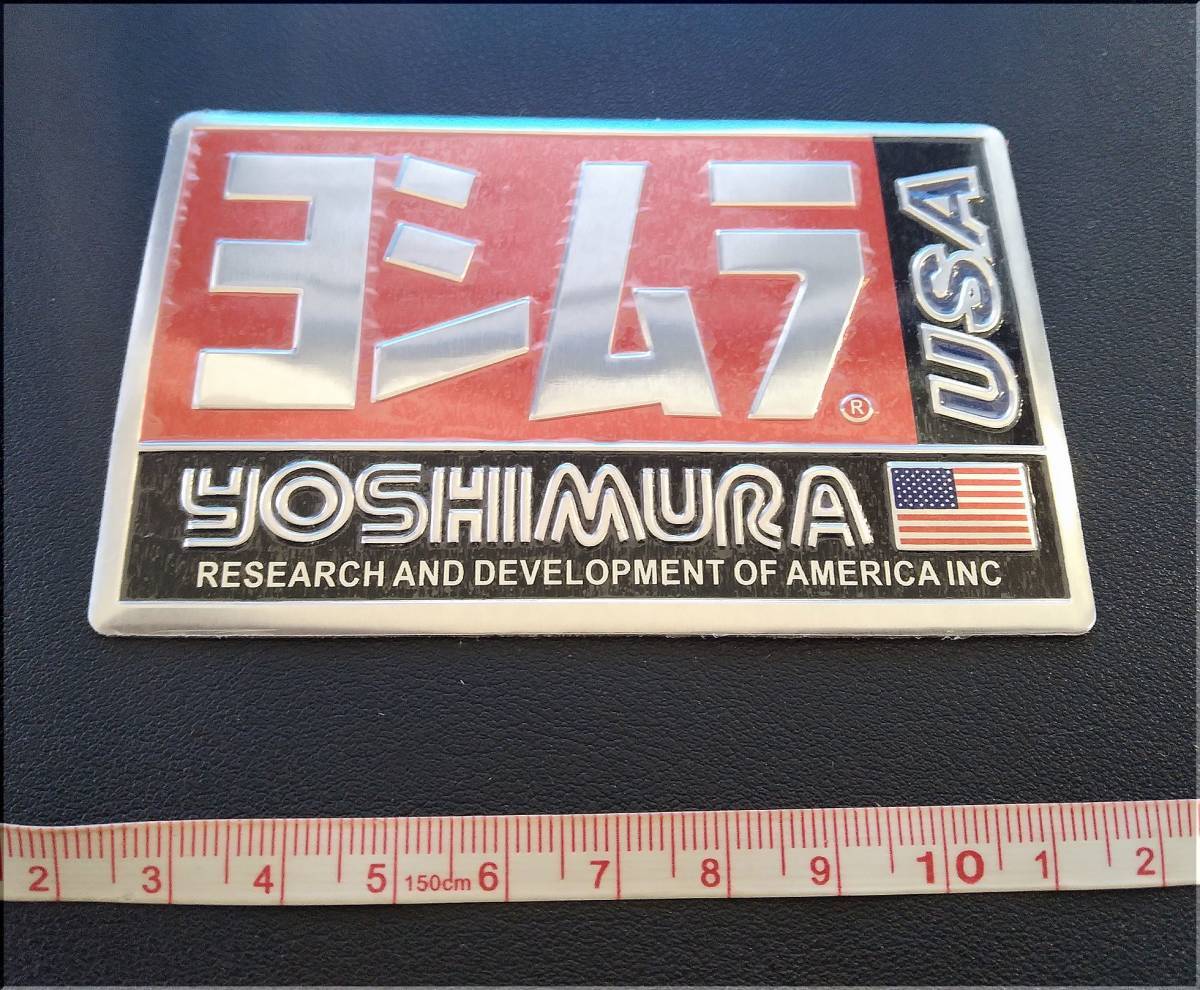 ヨシムラ
®
USA
YOSHIMURA
RESEARCH AND DEVELOPMENT OF AMERICA INC
2 3 4 5 150cm 6 7 8 9 10 1 2